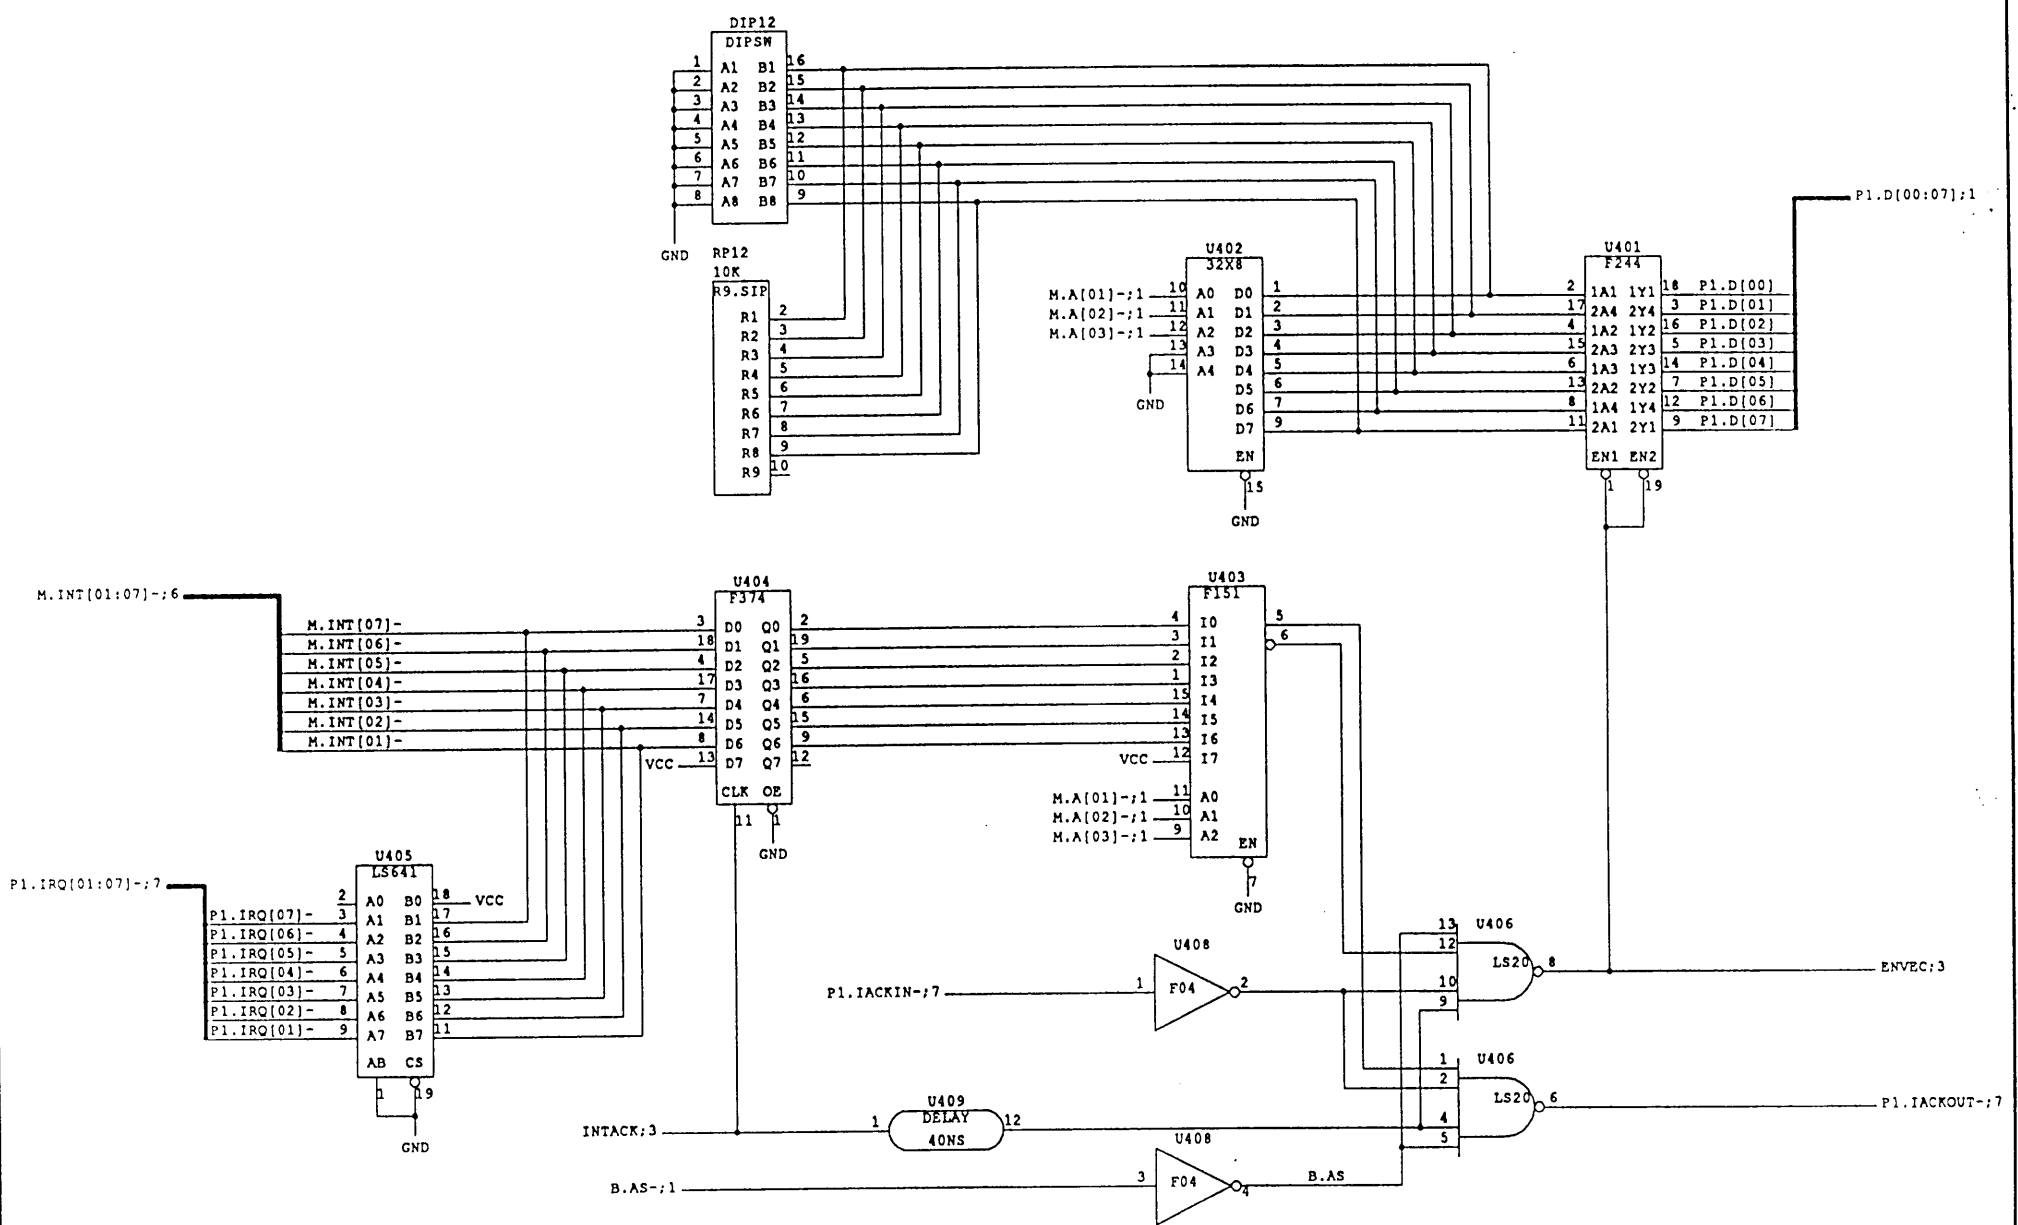 DIP12
DIPSW
1 A1 B1 16
2 A2 B2 15
3 A3 B3 14
4 A4 B4 13
5 A5 B5 12
6 A6 B6 11
7 A7 B7 10
8 A8 B8 9
GND
RP12
10K
R9.SIP
R1 2
R2 3
R3 4
R4 5
R5 6
R6 7
R7 8
R8 9
R9 10
U402
32X8
M.A[01]-;1 10 A0 D0 1
M.A[02]-;1 11 A1 D1 2
M.A[03]-;1 12 A2 D2 3
13 A3 D3 4
14 A4 D4 5
D5 6
D6 7
D7 9
GND
EN
15
GND
P1.D[00:07];1
U401
F244
2 1A1 1Y1 18 P1.D[00]
17 2A4 2Y4 3 P1.D[01]
4 1A2 1Y2 16 P1.D[02]
15 2A3 2Y3 5 P1.D[03]
6 1A3 1Y3 14 P1.D[04]
13 2A2 2Y2 7 P1.D[05]
8 1A4 1Y4 12 P1.D[06]
11 2A1 2Y1 9 P1.D[07]
EN1 EN2
1 19
M.INT[01:07]-;6
M.INT[07]-
M.INT[06]-
M.INT[05]-
M.INT[04]-
M.INT[03]-
M.INT[02]-
M.INT[01]-
U404
F374
3 D0 Q0 2
18 D1 Q1 19
4 D2 Q2 5
17 D3 Q3 16
7 D4 Q4 6
14 D5 Q5 15
8 D6 Q6 9
VCC 13 D7 Q7 12
CLK OE
11 1
GND
U403
F151
4 I0 5
3 I1 6
2 I2
1 I3
15 I4
14 I5
13 I6
VCC 12 I7
M.A[01]-;1 11 A0
M.A[02]-;1 10 A1
M.A[03]-;1 9 A2
EN
7
GND
P1.IRQ[01:07]-;7
U405
LS641
2 A0 B0 18 VCC
P1.IRQ[07]- 3 A1 B1 17
P1.IRQ[06]- 4 A2 B2 16
P1.IRQ[05]- 5 A3 B3 15
P1.IRQ[04]- 6 A4 B4 14
P1.IRQ[03]- 7 A5 B5 13
P1.IRQ[02]- 8 A6 B6 12
P1.IRQ[01]- 9 A7 B7 11
AB CS
1 19
GND
P1.IACKIN-;7 1 U408 F04 2
13 U406
12
LS20 8 ENVEC;3
10
9
1 U406
2
LS20 6 P1.IACKOUT-;7
4
5
INTACK;3 1 U409 12
DELAY
40NS
U408
B.AS-;1 3 F04 4 B.AS